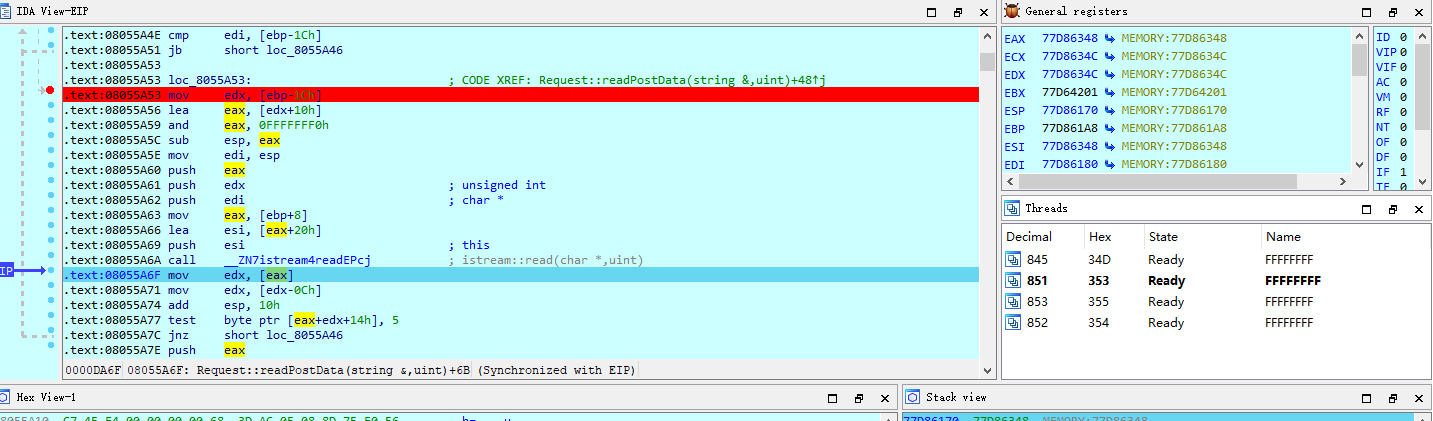 IDA View-EIP
.text:08055A4E cmp edi, [ebp-1Ch]
.text:08055A51 jb short loc_8055A46
.text:08055A53
.text:08055A53 loc_8055A53: ; CODE XREF: Request::readPostData(string &,uint)+48↑j
.text:08055A53 mov edx, [ebp-1Ch]
.text:08055A56 lea eax, [edx+10h]
.text:08055A59 and eax, 0FFFFFFF0h
.text:08055A5C sub esp, eax
.text:08055A5E mov edi, esp
.text:08055A60 push eax
.text:08055A61 push edx ; unsigned int
.text:08055A62 push edi ; char *
.text:08055A63 mov eax, [ebp+8]
.text:08055A66 lea esi, [eax+20h]
.text:08055A69 push esi ; this
.text:08055A6A call __ZN7istream4readEPcj ; istream::read(char *,uint)
IP
.text:08055A6F mov edx, [eax]
.text:08055A71 mov edx, [edx-0Ch]
.text:08055A74 add esp, 10h
.text:08055A77 test byte ptr [eax+edx+14h], 5
.text:08055A7C jnz short loc_8055A46
.text:08055A7E push eax
0000DA6F 08055A6F: Request::readPostData(string &,uint)+6B (Synchronized with EIP)
General registers
EAX 77D86348 MEMORY:77D86348
ECX 77D8634C MEMORY:77D8634C
EDX 77D8634C MEMORY:77D8634C
EBX 77D64201 MEMORY:77D64201
ESP 77D86170 MEMORY:77D86170
EBP 77D861A8 MEMORY:77D861A8
ESI 77D86348 MEMORY:77D86348
EDI 77D86180 MEMORY:77D86180
ID 0
VIP 0
VIF 0
AC 0
VM 0
RF 0
NT 0
OF 0
DF 0
IF 1
TF 0
Threads
Decimal Hex State Name
845 34D Ready FFFFFFFF
851 353 Ready FFFFFFFF
853 355 Ready FFFFFFFF
852 354 Ready FFFFFFFF
Hex View-1
Stack view
77D86170 77D86348 MEMORY:77D86348